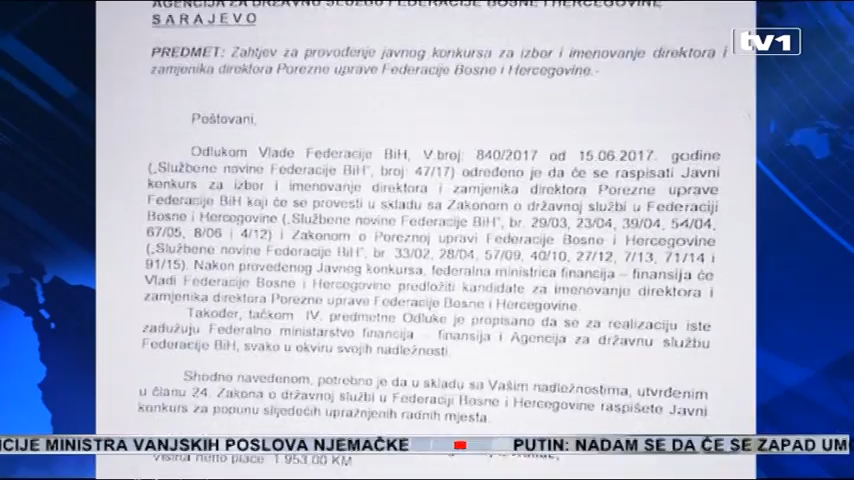 AGENCIJA ZA DRŽAVNU SLUŽBU FEDERACIJE BOSNE I HERCEGOVINE
SARAJEVO
tv1
PREDMET: Zahtjev za provođenje javnog konkursa za izbor i imenovanje direktora i
zamjenika direktora Porezne uprave Federacije Bosne i Hercegovine.-
Poštovani,
Odlukom Vlade Federacije BiH, V.broj: 840/2017 od 15.06.2017. godine
(„Službene novine Federacije BiH", broj: 47/17) određeno je da će se raspisati Javni
konkurs za izbor i imenovanje direktora i zamjenika direktora Porezne uprave
Federacije BiH koji će se provesti u skladu sa Zakonom o državnoj službi u Federaciji
Bosne i Hercegovine („Službene novine Federacije BiH", br. 29/03, 23/04, 39/04, 54/04,
67/05, 8/06 i 4/12) i Zakonom o Poreznoj upravi Federacije Bosne i Hercegovine
(„Službene novine Federacije BiH", br. 33/02, 28/04, 57/09, 40/10, 27/12, 7/13, 71/14 i
91/15). Nakon provedenog Javnog konkursa, federalna ministrica financija – finansija će
Vladi Federacije Bosne i Hercegovine predložiti kandidate za imenovanje direktora i
zamjenika direktora Porezne uprave Federacije Bosne i Hercegovine.
Također, tačkom IV. predmetne Odluke je propisano da se za realizaciju iste
zadužuju Federalno ministarstvo financija - finansija i Agencija za državnu službu
Federacije BiH, svako u okviru svojih nadležnosti.
Shodno navedenom, potrebno je da u skladu sa Vašim nadležnostima, utvrđenim
u članu 24. Zakona o državnoj službi u Federaciji Bosne i Hercegovine raspišete Javni
konkurs za popunu slijedećih upražnjenih radnih mjesta.
CIJE MINISTRA VANJSKIH POSLOVA NJEMAČKE PUTIN: NADAM SE DA ĆE SE ZAPAD UMO
Visina netto plaće 1.953,00 KM